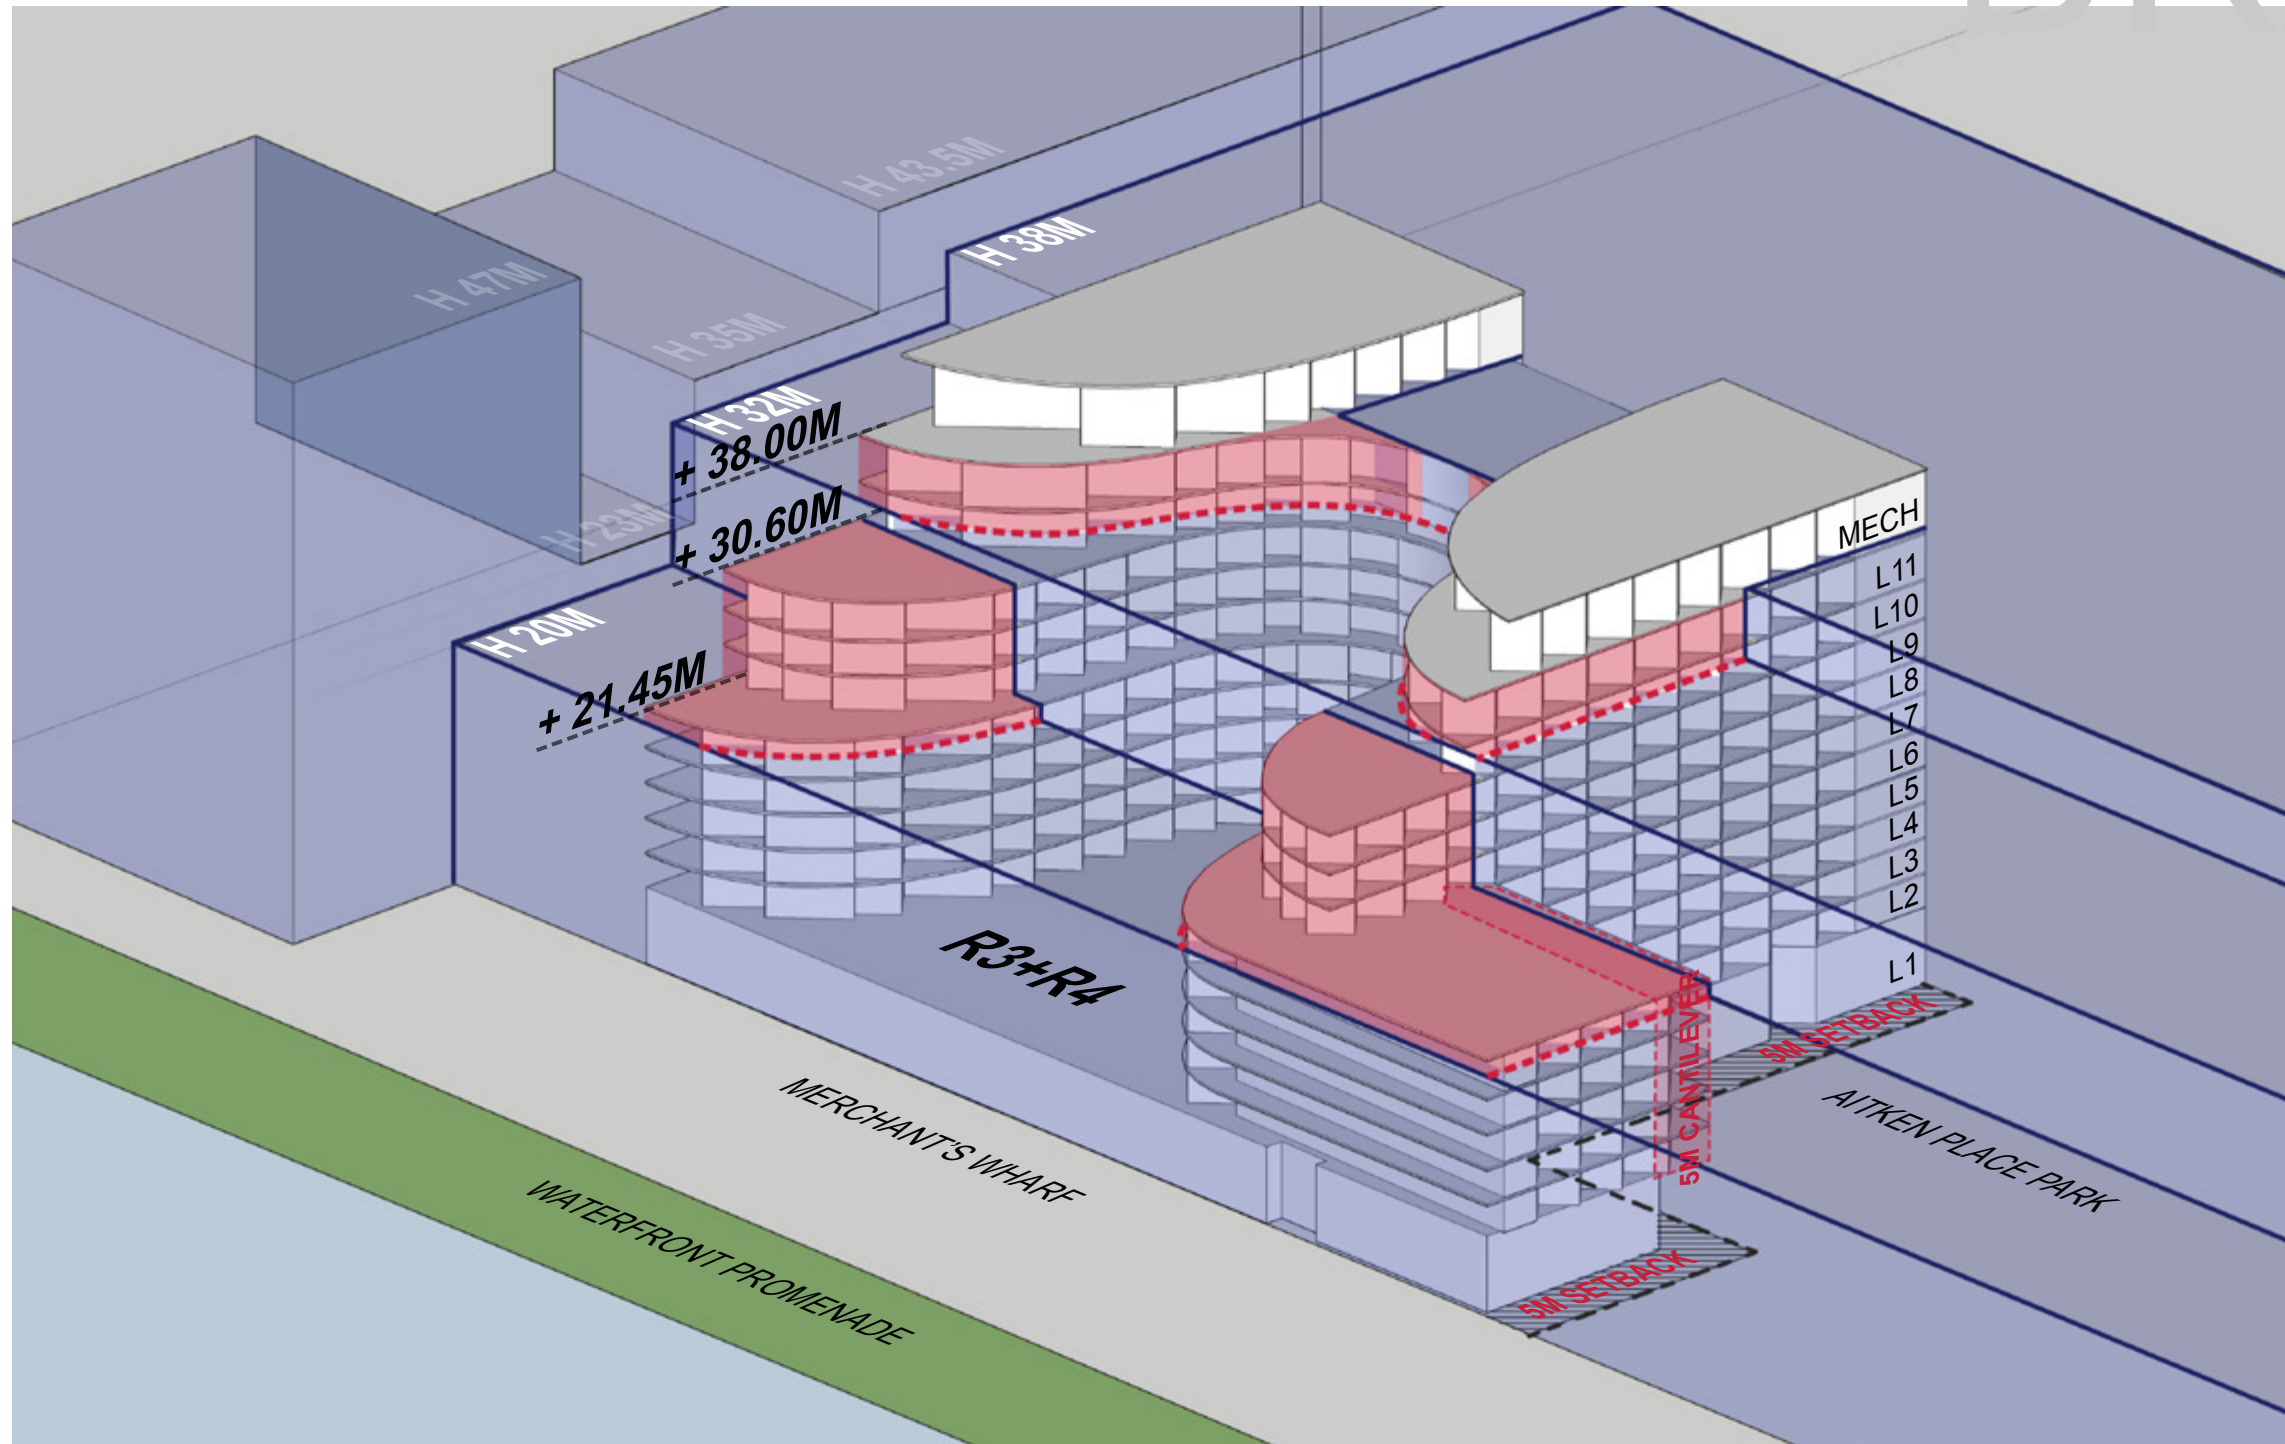 H 43.5M
H 38M
H 47M
H 35M
H 32M
+ 38.00M
H 23M
+ 30.60M
H 20M
+ 21.45M
MECH
L11
L10
L9
L8
L7
L6
L5
L4
L3
L2
L1
R3+R4
5M CANTILEVER
5M SETBACK
5M SETBACK
AITKEN PLACE PARK
MERCHANT'S WHARF
WATERFRONT PROMENADE